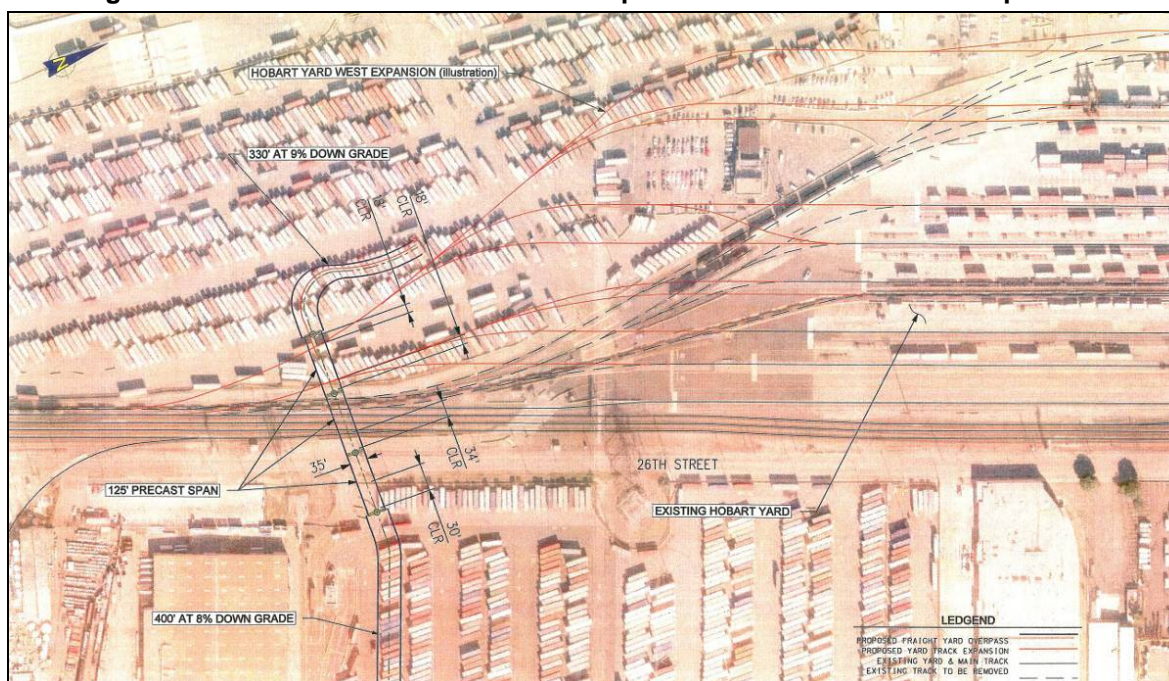 N
HOBART YARD WEST EXPANSION (illustration)
330' AT 9% DOWN GRADE
18'
CLR
CLR
34'
CLR
35'
26TH STREET
125' PRECAST SPAN
EXISTING HOBART YARD
30'
CLR
400' AT 8% DOWN GRADE
LEDGEND
PROPOSED FRAIGHT YARD OVERPASS
PROPOSED YARD TRACK EXPANSION
EXISTING YARD & MAIN TRACK
EXISTING TRACK TO BE REMOVED